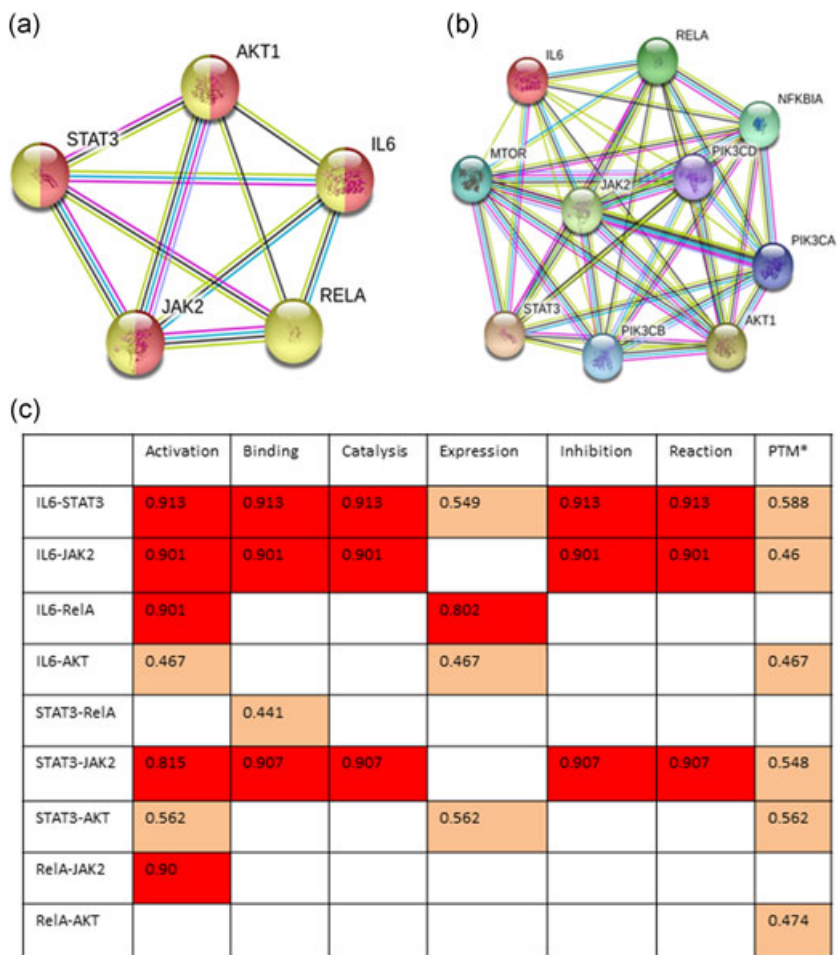 (a)
AKT1
STAT3
IL6
JAK2
RELA
(b)
RELA
IL6
NFKBIA
MTOR
PIK3CD
JAK2
PIK3CA
STAT3
PIK3CB
AKT1
(c)
Activation Binding Catalysis Expression Inhibition Reaction PTM*
IL6-STAT3 0.913 0.913 0.913 0.549 0.913 0.913 0.588
IL6-JAK2 0.901 0.901 0.901 0.901 0.901 0.46
IL6-RelA 0.901 0.802
IL6-AKT 0.467 0.467 0.467
STAT3-RelA 0.441
STAT3-JAK2 0.815 0.907 0.907 0.907 0.907 0.548
STAT3-AKT 0.562 0.562 0.562
RelA-JAK2 0.90
RelA-AKT 0.474